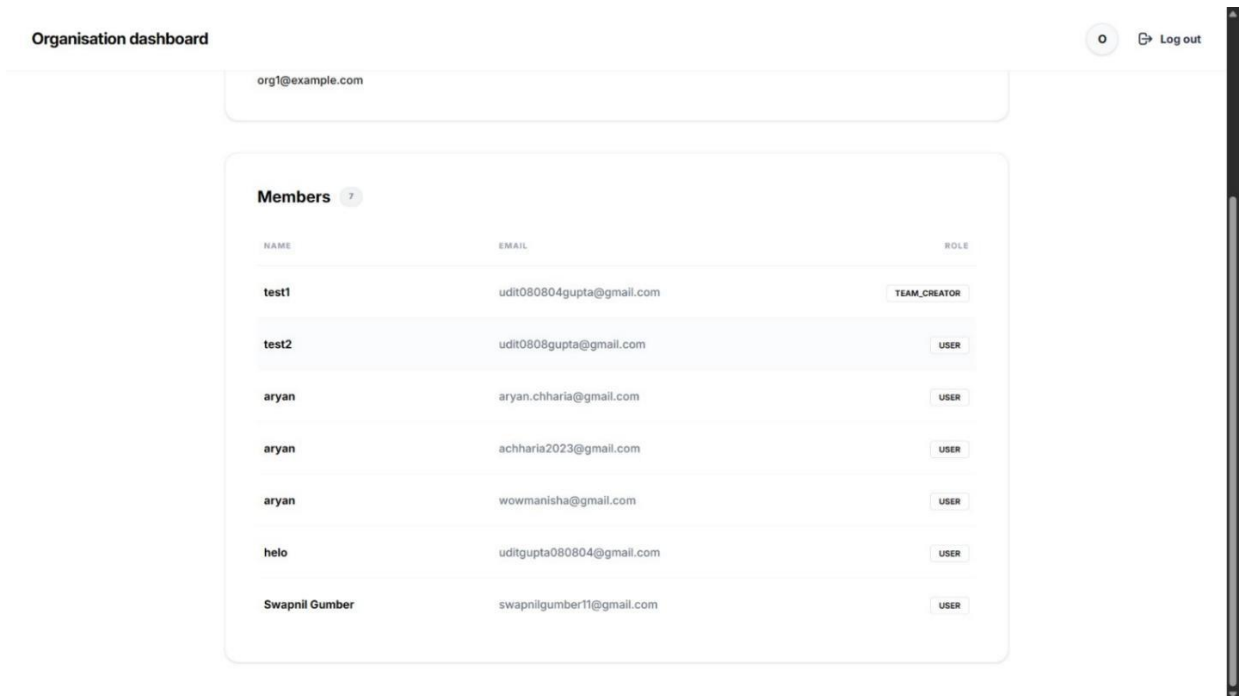 Organisation dashboard
O Log out
org1@example.com
Members 7
NAME EMAIL ROLE
test1 udit080804gupta@gmail.com TEAM_CREATOR
test2 udit0808gupta@gmail.com USER
aryan aryan.chharia@gmail.com USER
aryan achharia2023@gmail.com USER
aryan wowmanisha@gmail.com USER
helo uditgupta080804@gmail.com USER
Swapnil Gumber swapnilgumber11@gmail.com USER